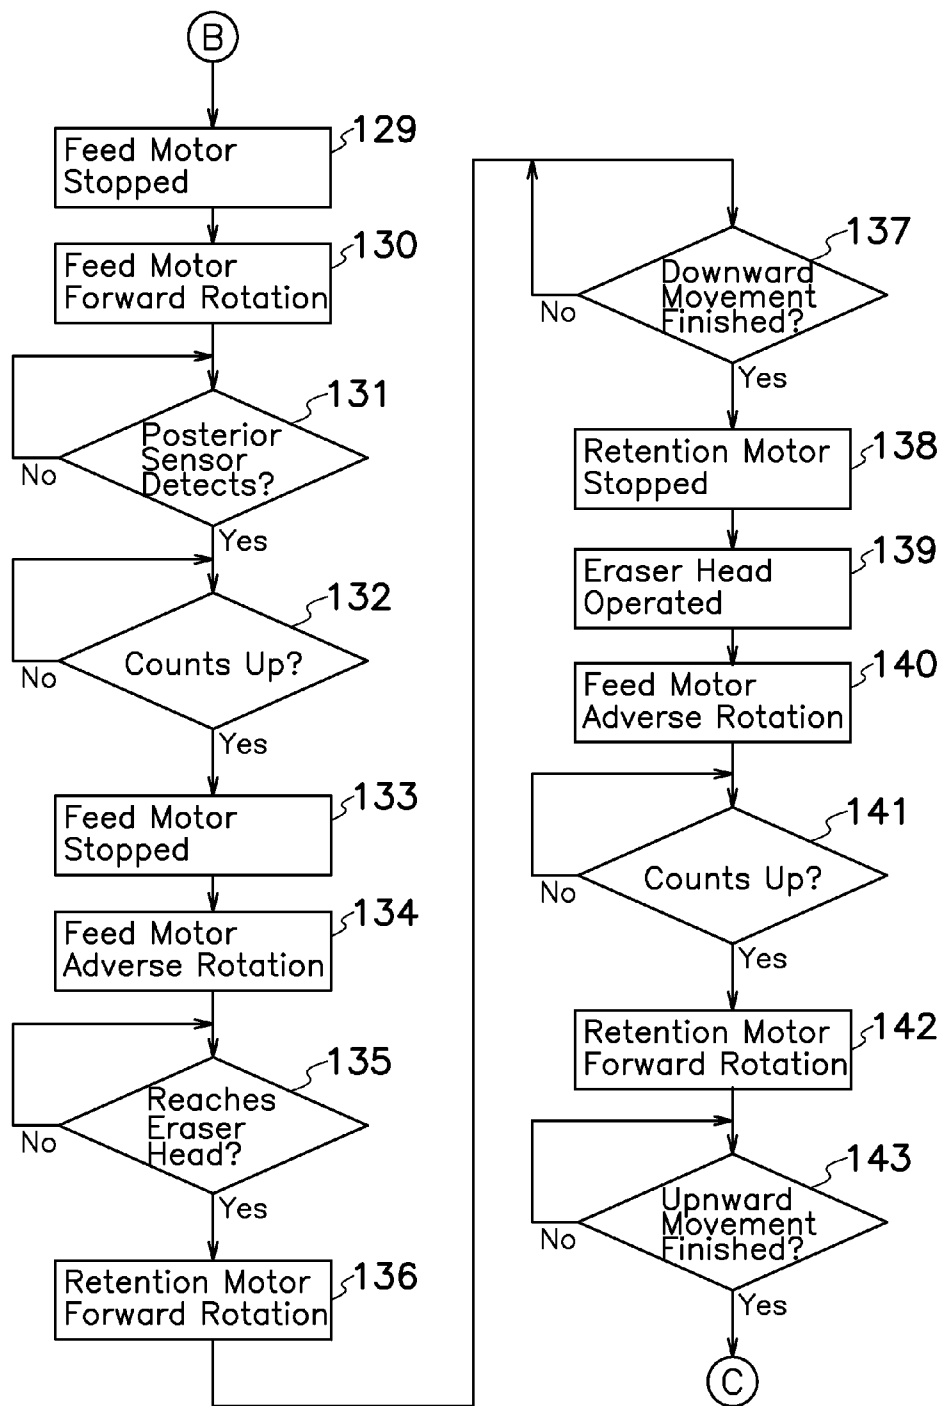 B
129
Feed Motor
Stopped
130
Feed Motor
Forward Rotation
131
Posterior
Sensor
Detects?
No
Yes
132
Counts Up?
No
Yes
133
Feed Motor
Stopped
134
Feed Motor
Adverse Rotation
135
Reaches
Eraser
Head?
No
Yes
136
Retention Motor
Forward Rotation
137
Downward
Movement
Finished?
No
Yes
138
Retention Motor
Stopped
139
Eraser Head
Operated
140
Feed Motor
Adverse Rotation
141
Counts Up?
No
Yes
142
Retention Motor
Forward Rotation
143
Upnward
Movement
Finished?
No
Yes
C